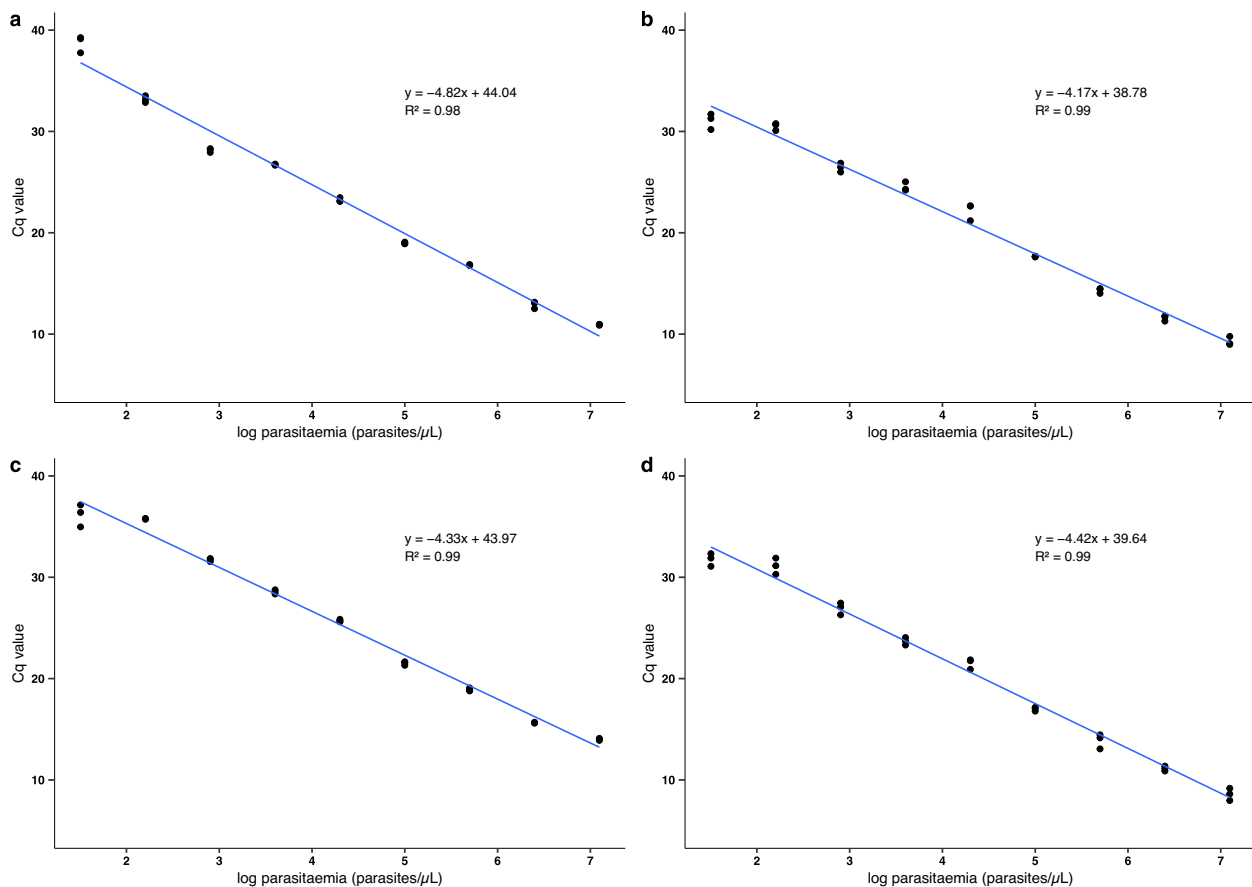 a
40
30
20
10
Cq value
y = −4.82x + 44.04
R² = 0.98
2 3 4 5 6 7
log parasitaemia (parasites/µL)
b
40
30
20
10
Cq value
y = −4.17x + 38.78
R² = 0.99
2 3 4 5 6 7
log parasitaemia (parasites/µL)
c
40
30
20
10
Cq value
y = −4.33x + 43.97
R² = 0.99
2 3 4 5 6 7
log parasitaemia (parasites/µL)
d
40
30
20
10
Cq value
y = −4.42x + 39.64
R² = 0.99
2 3 4 5 6 7
log parasitaemia (parasites/µL)